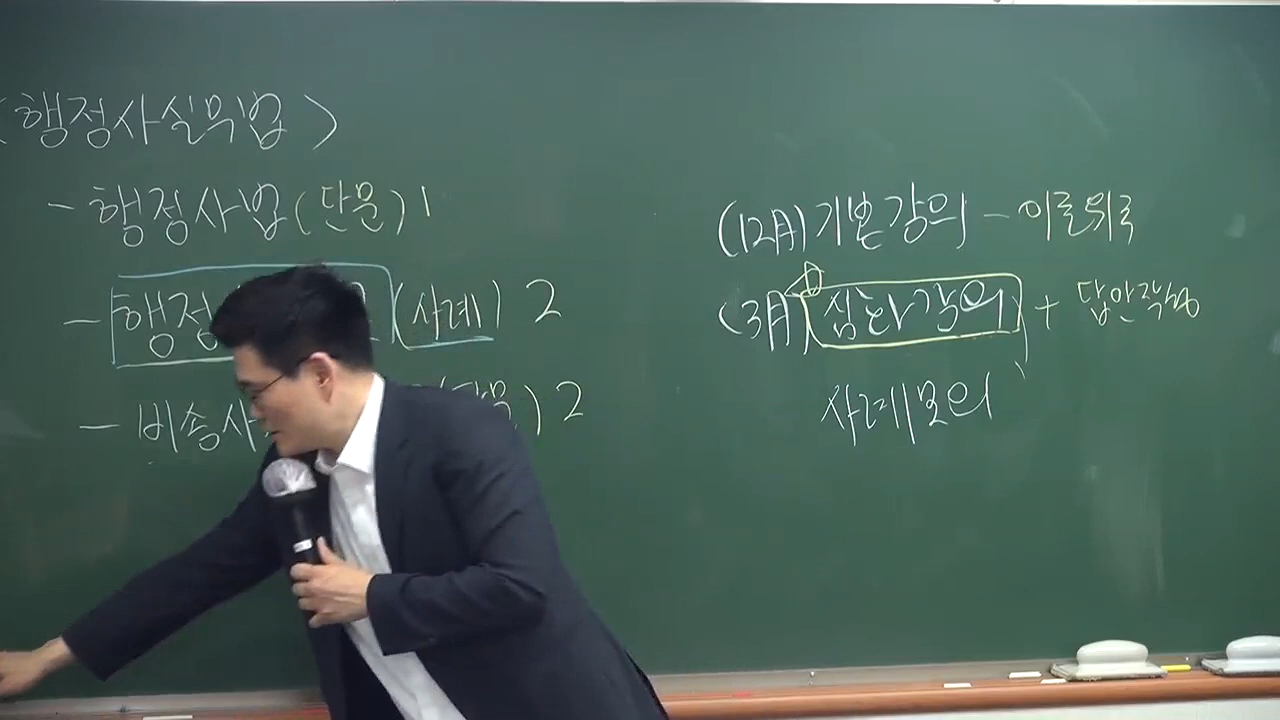 <행정사실무법>
- 행정사법(단문) 1
- 행정 (사례) 2
- 비송사 ) 2
(12月) 기본강의 - 이론위주
(3月) (심화강의) + 답안작성
사례모의